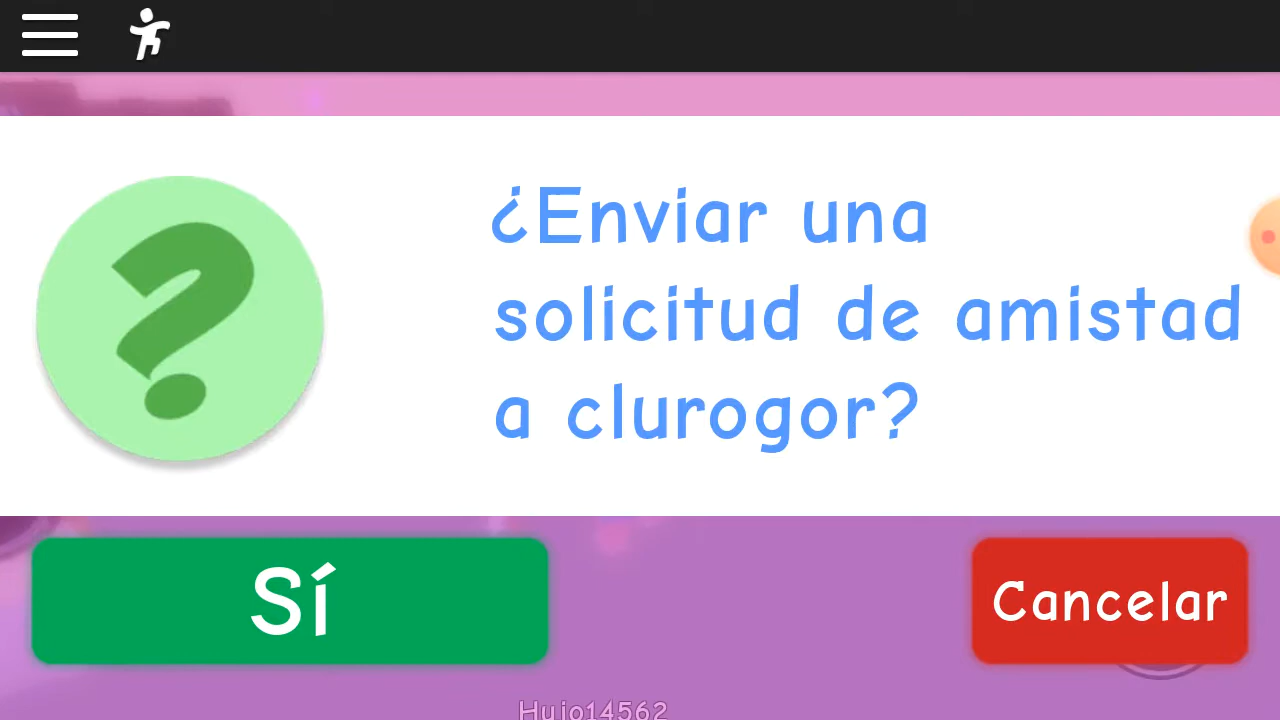 ¿Enviar una
solicitud de amistad
a clurogor?
Sí
Cancelar
Hujo14562